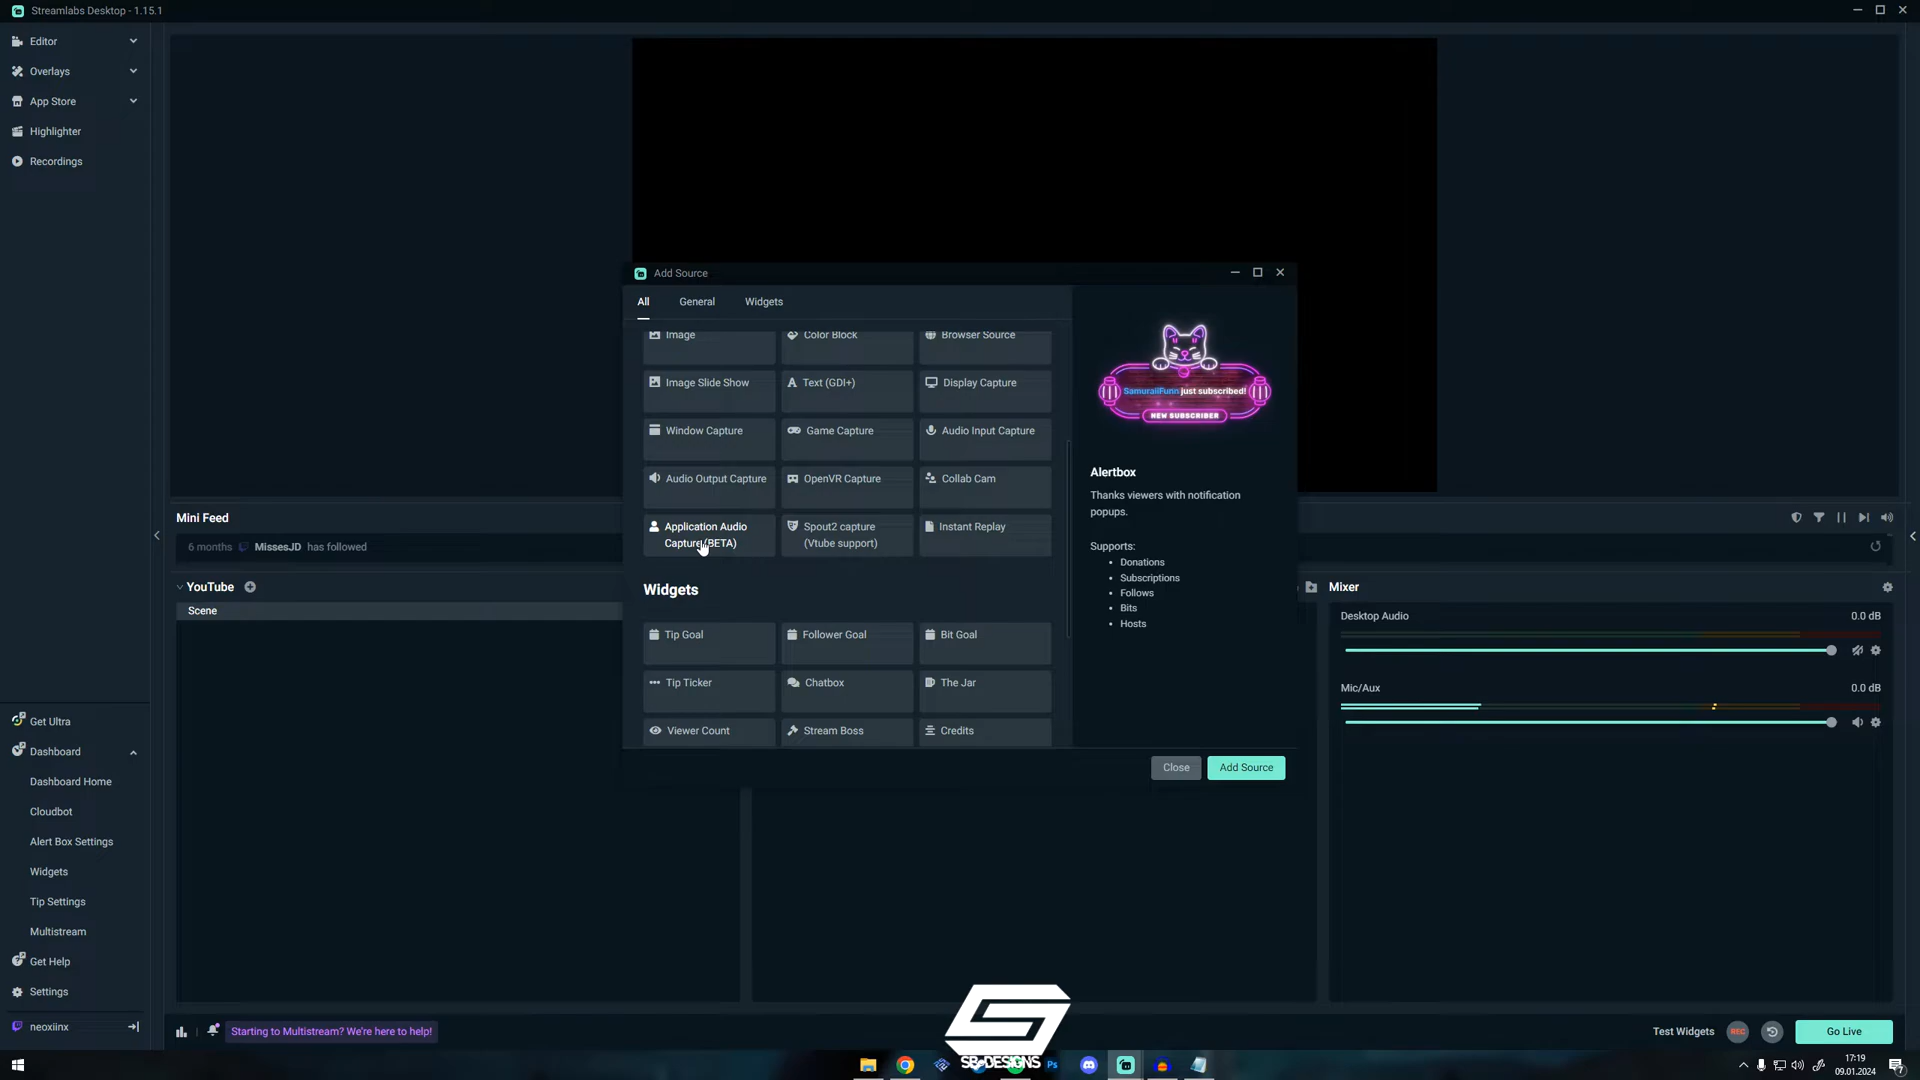 Streamlabs Desktop - 1.15.1
Editor
Overlays
App Store
Highlighter
Recordings
Add Source
All
General
Widgets
Image
Color Block
Browser Source
Image Slide Show
Text (GDI+)
Display Capture
Window Capture
Game Capture
Audio Input Capture
Audio Output Capture
OpenVR Capture
Collab Cam
Application Audio
Capture (BETA)
Spout2 capture
(Vtube support)
Instant Replay
Widgets
Tip Goal
Follower Goal
Bit Goal
Tip Ticker
Chatbox
The Jar
Viewer Count
Stream Boss
Credits
SamuraiiFunn just subscribed!
NEW SUBSCRIBER
Alertbox
Thanks viewers with notification
popups.
Supports:
• Donations
• Subscriptions
• Follows
• Bits
• Hosts
Close
Add Source
Mini Feed
6 months MissesJD has followed
YouTube
Scene
Mixer
Desktop Audio 0.0 dB
Mic/Aux 0.0 dB
Get Ultra
Dashboard
Dashboard Home
Cloudbot
Alert Box Settings
Widgets
Tip Settings
Multistream
Get Help
Settings
neoxiinx
Starting to Multistream? We're here to help!
Test Widgets
REC
Go Live
SB-DESIGNS
Ps
17:19
09.01.2024